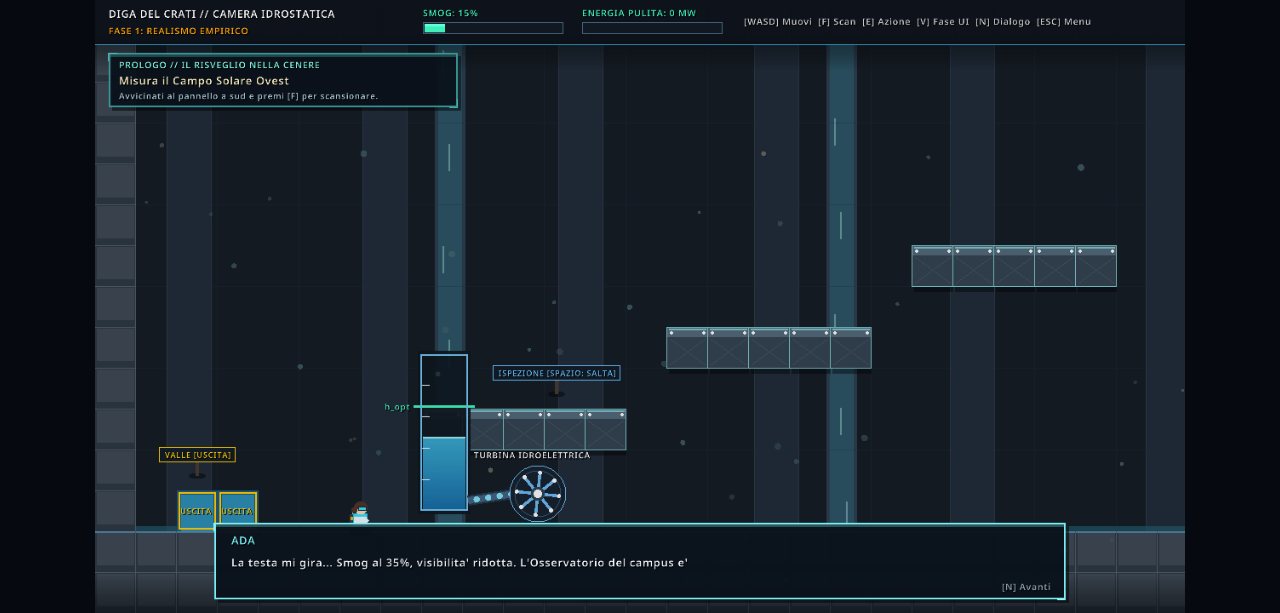 DIGA DEL CRATI // CAMERA IDROSTATICA
FASE 1: REALISMO EMPIRICO
SMOG: 15%
ENERGIA PULITA: 0 MW
[WASD] Muovi [F] Scan [E] Azione [V] Fase UI [N] Dialogo [ESC] Menu
PROLOGO // IL RISVEGLIO NELLA CENERE
Misura il Campo Solare Ovest
Avvicinati al pannello a sud e premi [F] per scansionare.
ISPEZIONE [SPAZIO: SALTA]
h_opt
VALLE [USCITA]
TURBINA IDROELETTRICA
USCITA
USCITA
ADA
La testa mi gira... Smog al 35%, visibilita' ridotta. L'Osservatorio del campus e'
[N] Avanti